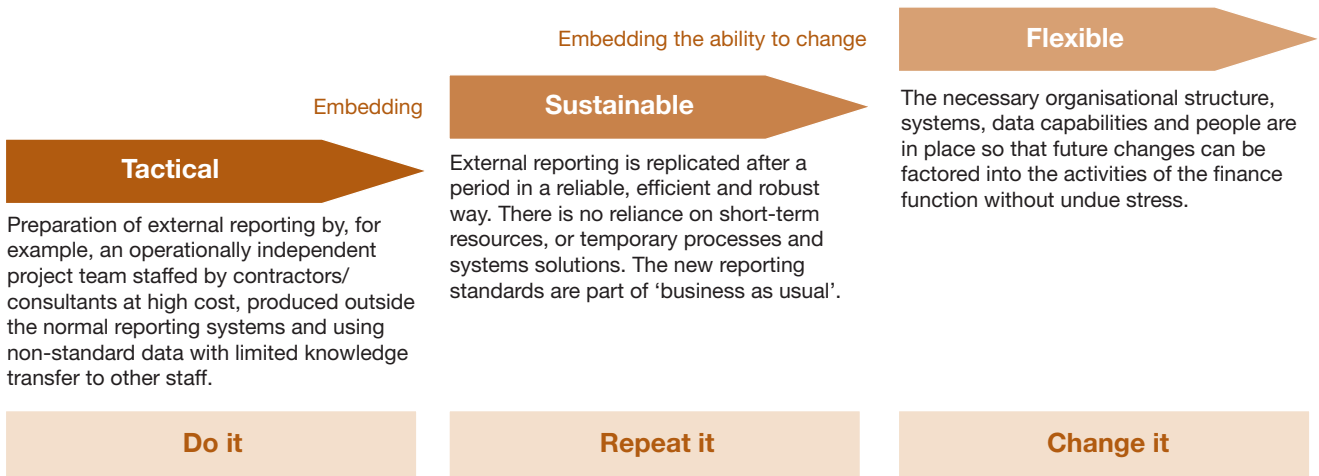 Embedding the ability to change
Flexible
Embedding
Sustainable
Tactical
Preparation of external reporting by, for
example, an operationally independent
project team staffed by contractors/
consultants at high cost, produced outside
the normal reporting systems and using
non-standard data with limited knowledge
transfer to other staff.
External reporting is replicated after a
period in a reliable, efficient and robust
way. There is no reliance on short-term
resources, or temporary processes and
systems solutions. The new reporting
standards are part of ‘business as usual’.
The necessary organisational structure,
systems, data capabilities and people are
in place so that future changes can be
factored into the activities of the finance
function without undue stress.
Do it
Repeat it
Change it